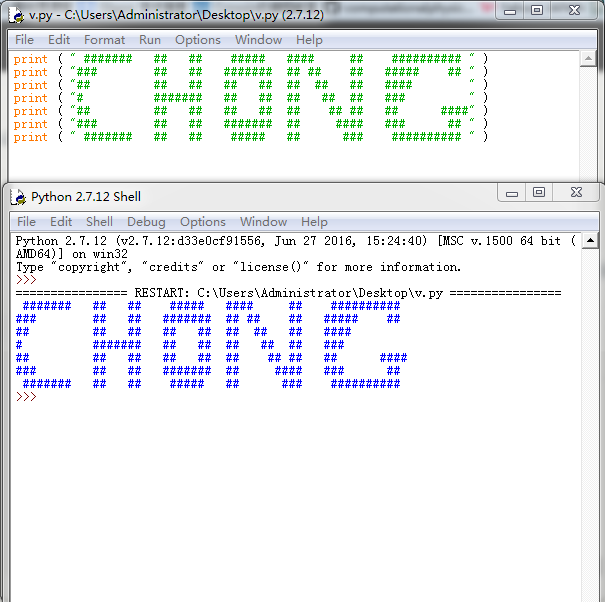 v.py - C:\Users\Administrator\Desktop\v.py (2.7.12)
File Edit Format Run Options Window Help
print ( " #######   ##   ##    #####   ####     ##    ########## " )
print ( "###        ##   ##   ####### ## ##    ##   #####    ## " )
print ( "##         ##   ##   ##   ##  ##  ##   ##   ####        " )
print ( "#          #######  ##   ##  ##   ##  ##   ###         " )
print ( "##         ##   ##   ##   ##  ##    ## ##   ##      ####" )
print ( "###        ##   ##   #######  ##     ####   ###      ## " )
print ( " #######   ##   ##    #####   ##      ###    ########## " )
Python 2.7.12 Shell
File Edit Shell Debug Options Window Help
Python 2.7.12 (v2.7.12:d33e0cf91556, Jun 27 2016, 15:24:40) [MSC v.1500 64 bit (
AMD64)] on win32
Type "copyright", "credits" or "license()" for more information.
>>>
================ RESTART: C:\Users\Administrator\Desktop\v.py ================
 #######   ##   ##    #####   ####     ##    ##########
###        ##   ##   #######  ## ##    ##   #####    ##
##         ##   ##   ##   ##  ##  ##   ##   ####
#          #######   ##   ##  ##   ##  ##   ###
##         ##   ##   ##   ##  ##    ## ##   ##      ####
###        ##   ##   #######  ##     ####   ###      ##
 #######   ##   ##    #####   ##      ###    ##########
>>>